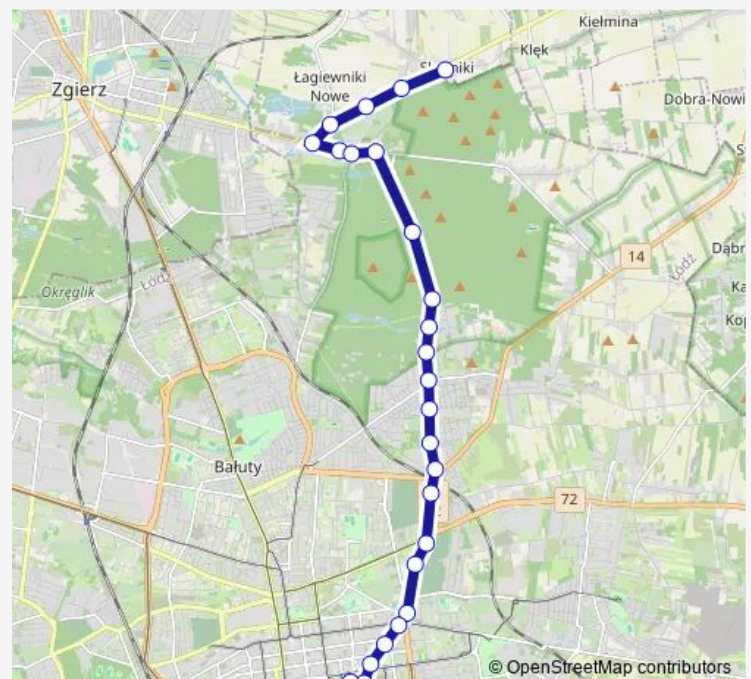 Kiełmina
Klęk
Łagiewniki
Nowe
Zgierz
Dobra-Nowi
14
Dąbr
Łódź
Łódź
Okręglik
Bałuty
72
© OpenStreetMap contributors